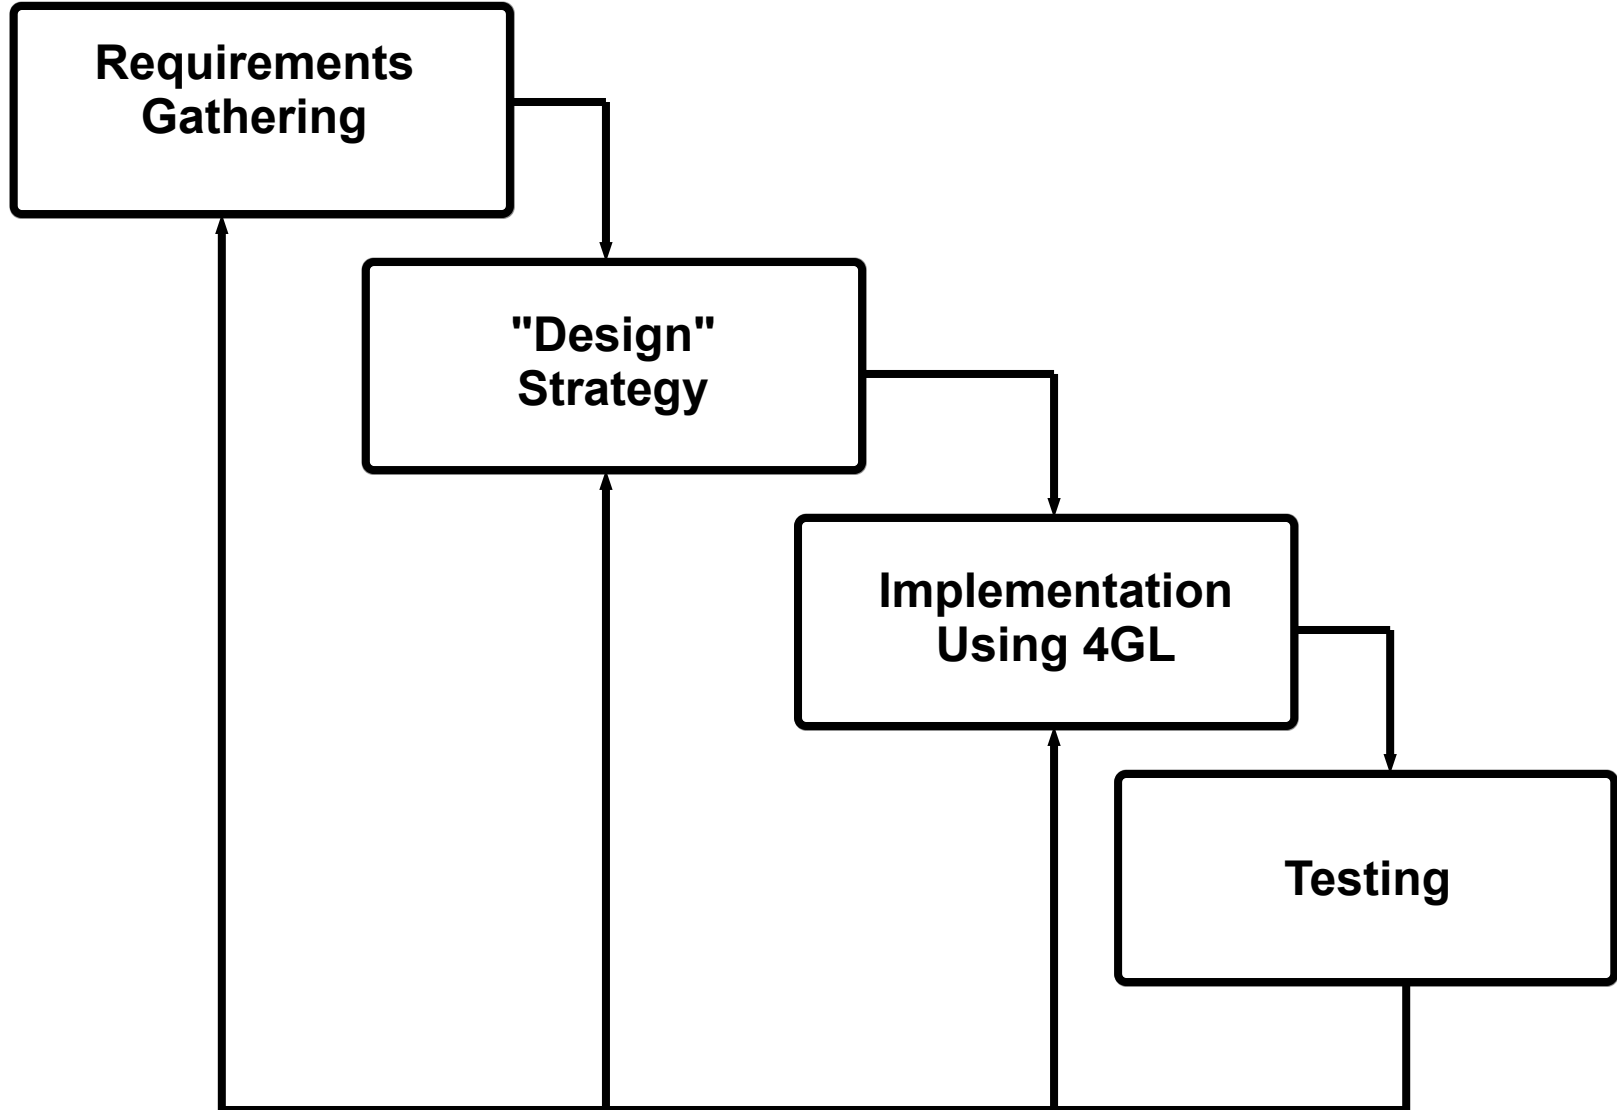 Requirements
Gathering
"Design"
Strategy
Implementation
Using 4GL
Testing